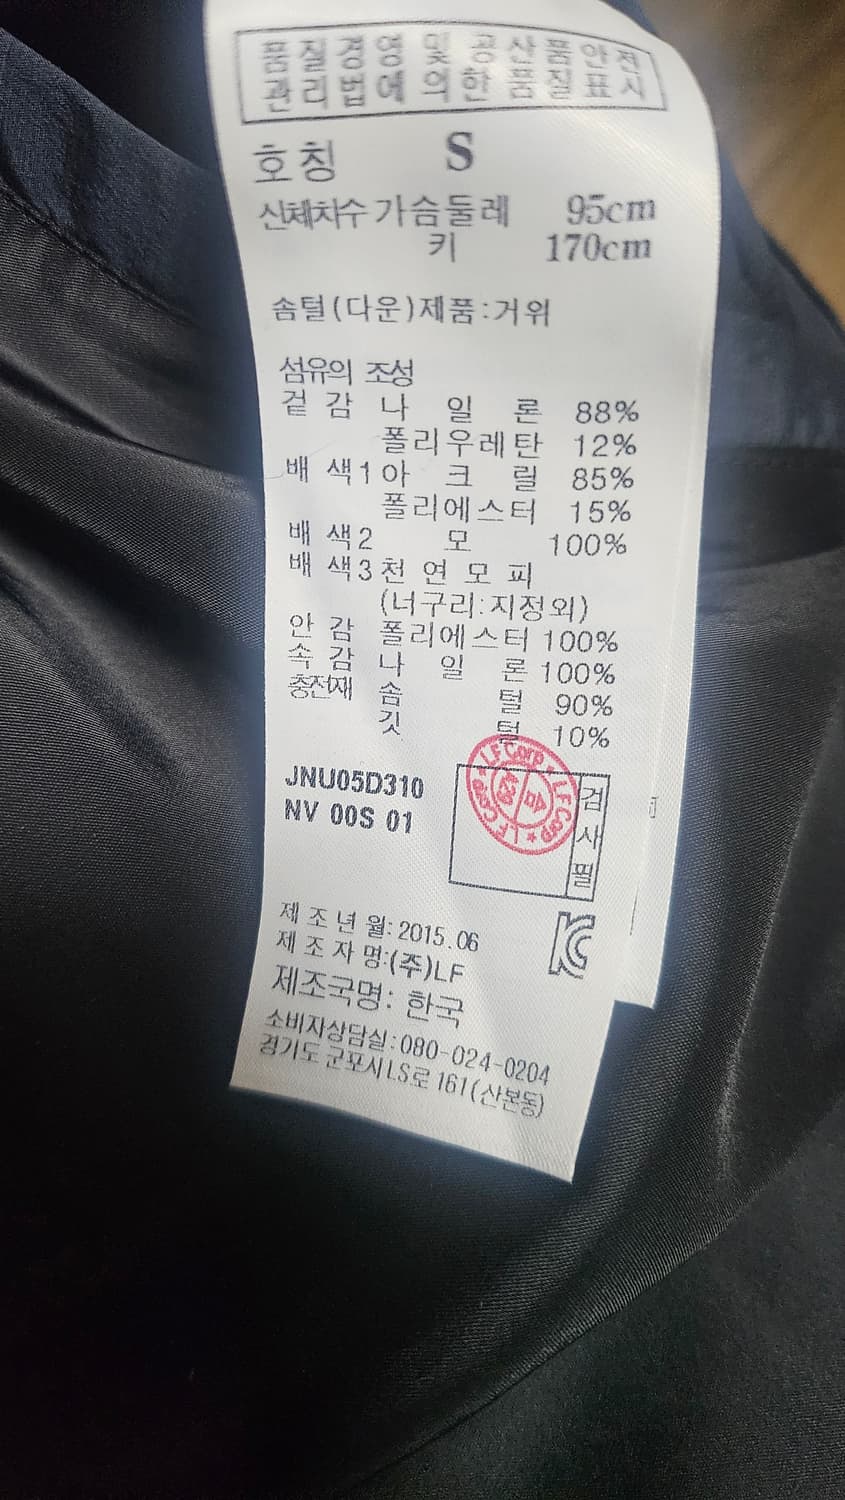 품질경영 및 공산품안전
관리법에 의한 품질표시
호칭 S
신체치수 가슴둘레 95cm
키 170cm
솜털(다운)제품:거위
섬유의 조성
겉감 나일론 88%
폴리우레탄 12%
배색1 아크릴 85%
폴리에스터 15%
배색2 모 100%
배색3 천연모피
(너구리:지정외)
안감 폴리에스터 100%
속감 나일론 100%
충전재 솜털 90%
깃털 10%
JNU05D310
NV 00S 01
LF Corp ★ LF Corp ★ LF Corp ★
검사필
제조년월: 2015.06
제조자명:(주)LF
제조국명: 한국
소비자상담실:080-024-0204
경기도 군포시 LS로 161(산본동)